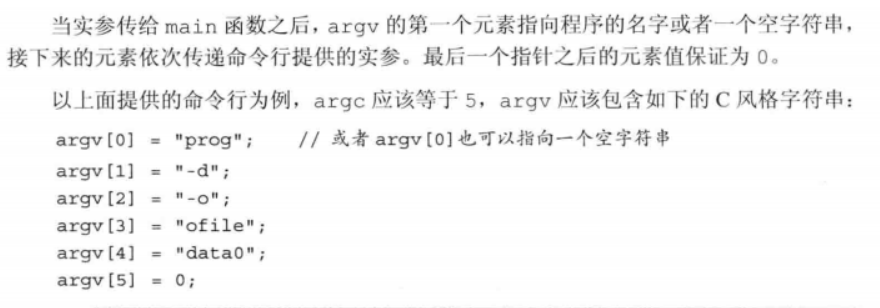 当实参传给 main 函数之后，argv 的第一个元素指向程序的名字或者一个空字符串，
接下来的元素依次传递命令行提供的实参。最后一个指针之后的元素值保证为 0。
以上面提供的命令行为例，argc 应该等于 5，argv 应该包含如下的 C 风格字符串：
argv[0] = "prog"; // 或者 argv[0]也可以指向一个空字符串
argv[1] = "-d";
argv[2] = "-o";
argv[3] = "ofile";
argv[4] = "data0";
argv[5] = 0;